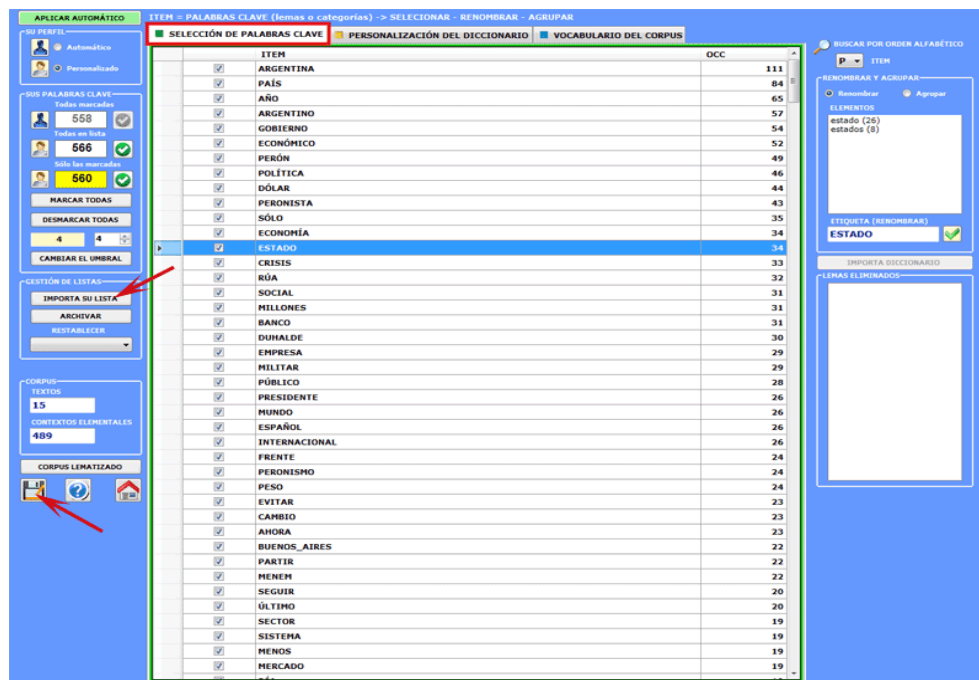 APLICAR AUTOMÁTICO
ITEM = PALABRAS CLAVE (lemas o categorías) -> SELECIONAR - RENOMBRAR - AGRUPAR
SU PERFIL
Automático
Personalizado
SUS PALABRAS CLAVE
Todas marcadas
558
Todas en lista
566
Sólo las marcadas
560
MARCAR TODAS
DESMARCAR TODAS
4 4
CAMBIAR EL UMBRAL
GESTIÓN DE LISTAS
IMPORTA SU LISTA
ARCHIVAR
RESTABLECER
CORPUS
TEXTOS
15
CONTEXTOS ELEMENTALES
489
CORPUS LEMATIZADO
SELECCIÓN DE PALABRAS CLAVE PERSONALIZACIÓN DEL DICCIONARIO VOCABULARIO DEL CORPUS
ITEM OCC
ARGENTINA 111
PAÍS 84
AÑO 65
ARGENTINO 57
GOBIERNO 54
ECONÓMICO 52
PERÓN 49
POLÍTICA 46
DÓLAR 44
PERONISTA 43
SÓLO 35
ECONOMÍA 34
ESTADO 34
CRISIS 33
RÚA 32
SOCIAL 31
MILLONES 31
BANCO 31
DUHALDE 30
EMPRESA 29
MILITAR 29
PÚBLICO 28
PRESIDENTE 26
MUNDO 26
ESPAÑOL 26
INTERNACIONAL 26
FRENTE 24
PERONISMO 24
PESO 24
EVITAR 23
CAMBIO 23
AHORA 23
BUENOS_AIRES 22
PARTIR 22
MENEM 22
SEGUIR 20
ÚLTIMO 20
SECTOR 19
SISTEMA 19
MENOS 19
MERCADO 19
BUSCAR POR ORDEN ALFABÉTICO
P ITEM
RENOMBRAR Y AGRUPAR
Renombrar Agrupar
ELEMENTOS
estado (26)
estados (8)
ETIQUETA (RENOMBRAR)
ESTADO
IMPORTA DICCIONARIO
LEMAS ELIMINADOS